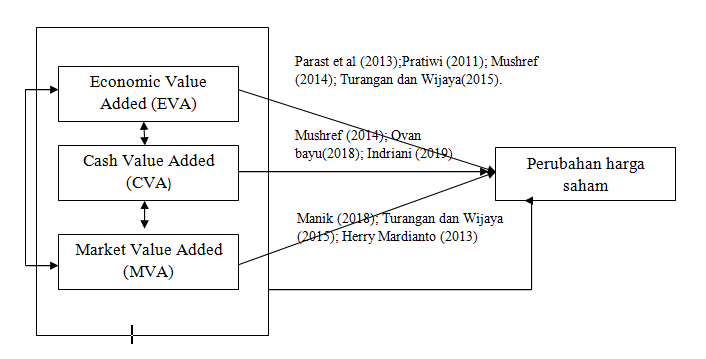 Parast et al (2013);Pratiwi (2011); Mushref
(2014); Turangan dan Wijaya(2015).
Economic Value
Added (EVA)
Mushref (2014); Ovan
bayu(2018); Indriani (2019)
Cash Value Added
(CVA)
Perubahan harga
saham
Manik (2018); Turangan dan Wijaya
(2015); Herry Mardianto (2013)
Market Value Added
(MVA)